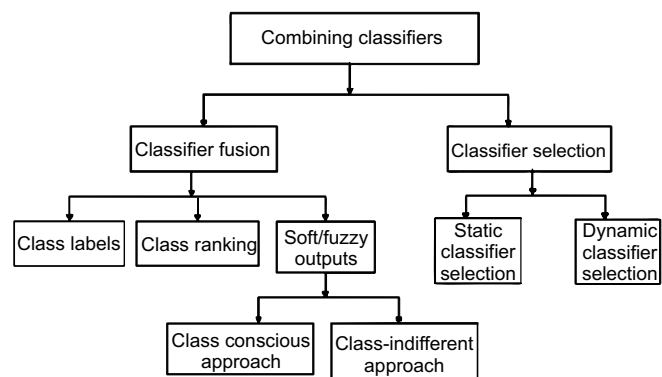 Combining classifiers
Classifier fusion
Classifier selection
Class labels
Class ranking
Soft/fuzzy
outputs
Static
classifier
selection
Dynamic
classifier
selection
Class conscious
approach
Class-indifferent
approach